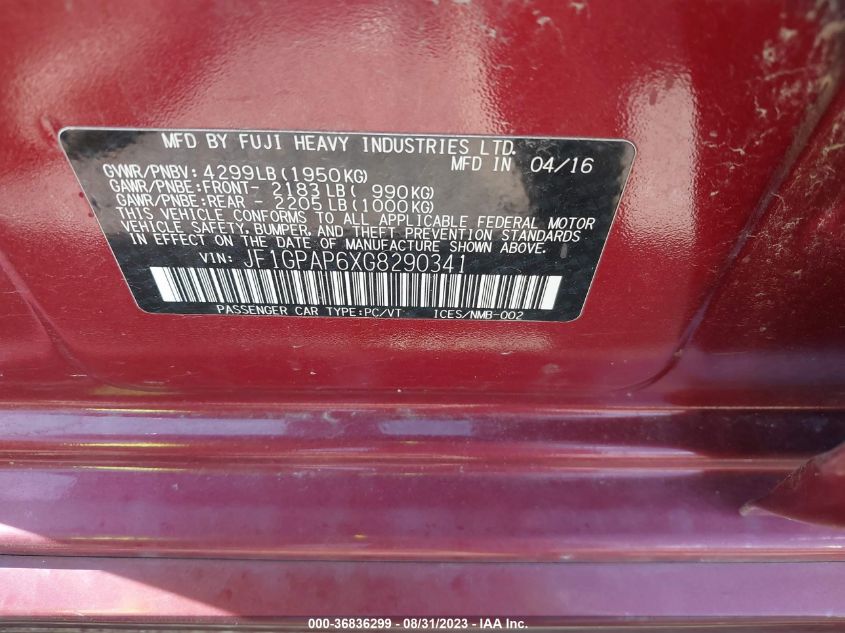 MFD BY FUJI HEAVY INDUSTRIES LTD.
MFD IN 04/16
GVWR/PNBV: 4299LB(1950KG)
GAWR/PNBE:FRONT- 2183LB( 990KG)
GAWR/PNBE:REAR - 2205LB(1000KG)
THIS VEHICLE CONFORMS TO ALL APPLICABLE FEDERAL MOTOR
VEHICLE SAFETY, BUMPER, AND THEFT PREVENTION STANDARDS
IN EFFECT ON THE DATE OF MANUFACTURE SHOWN ABOVE.
VIN: JF1GPAP6XG8290341
PASSENGER CAR TYPE:PC/VT ICES/NMB-002
000-36836299 - 08/31/2023 - IAA Inc.